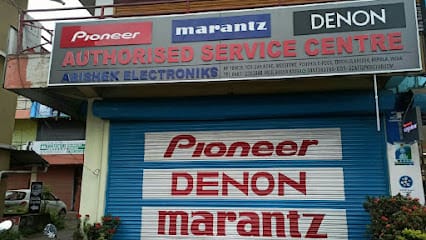 Pioneer
marantz
DENON
AUTHORISED SERVICE CENTRE
ABISHEK ELECTRONIKS
Pioneer
DENON
marantz